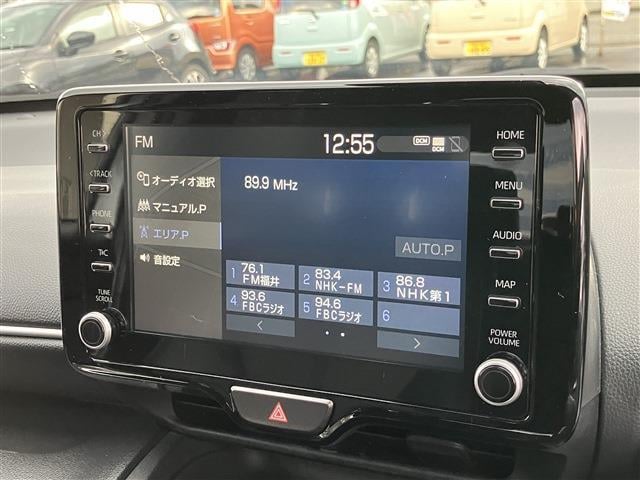 FM
12:55
DCM
DCM
オーディオ選択
マニュアル.P
エリア.P
音設定
89.9 MHz
AUTO.P
1 76.1 FM福井
2 83.4 NHK-FM
3 86.8 NHK第1
4 93.6 FBCラジオ
5 94.6 FBCラジオ
6
<
>
CH >
< TRACK
PHONE
T/C
TUNE
SCROLL
HOME
MENU
AUDIO
MAP
POWER
VOLUME